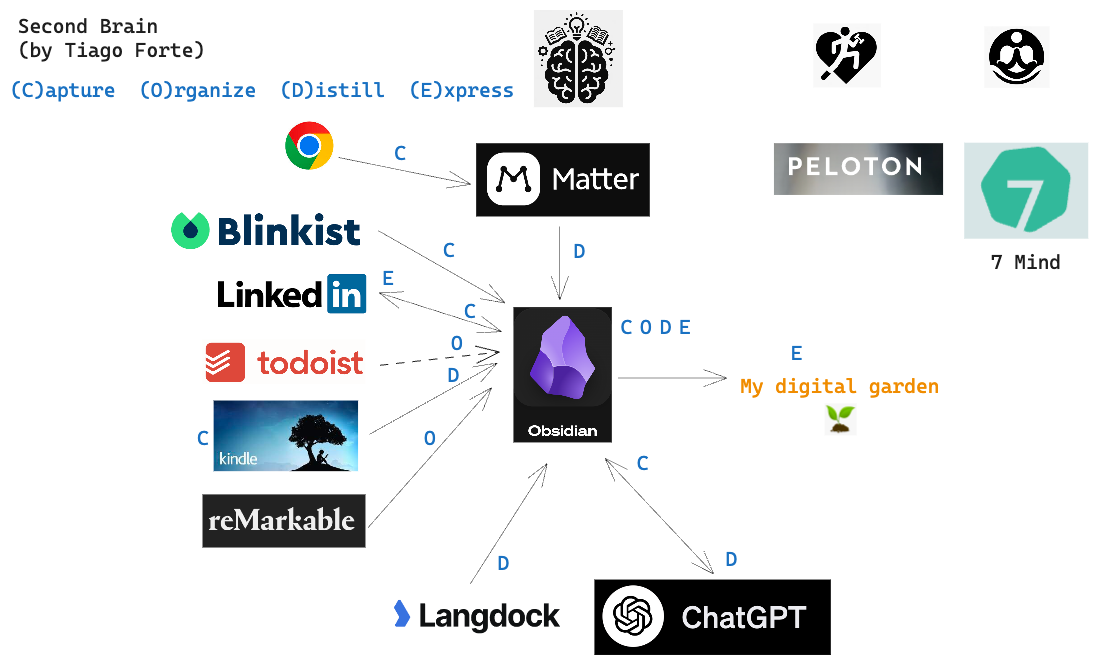 Second Brain
(by Tiago Forte)
(C)apture (O)rganize (D)istill (E)xpress
C
Matter
PELOTON
7
7 Mind
Blinkist
C
D
LinkedIn
E
C
C O D E
todoist
O
D
E
My digital garden
C
kindle
O
Obsidian
reMarkable
C
D
D
Langdock
ChatGPT